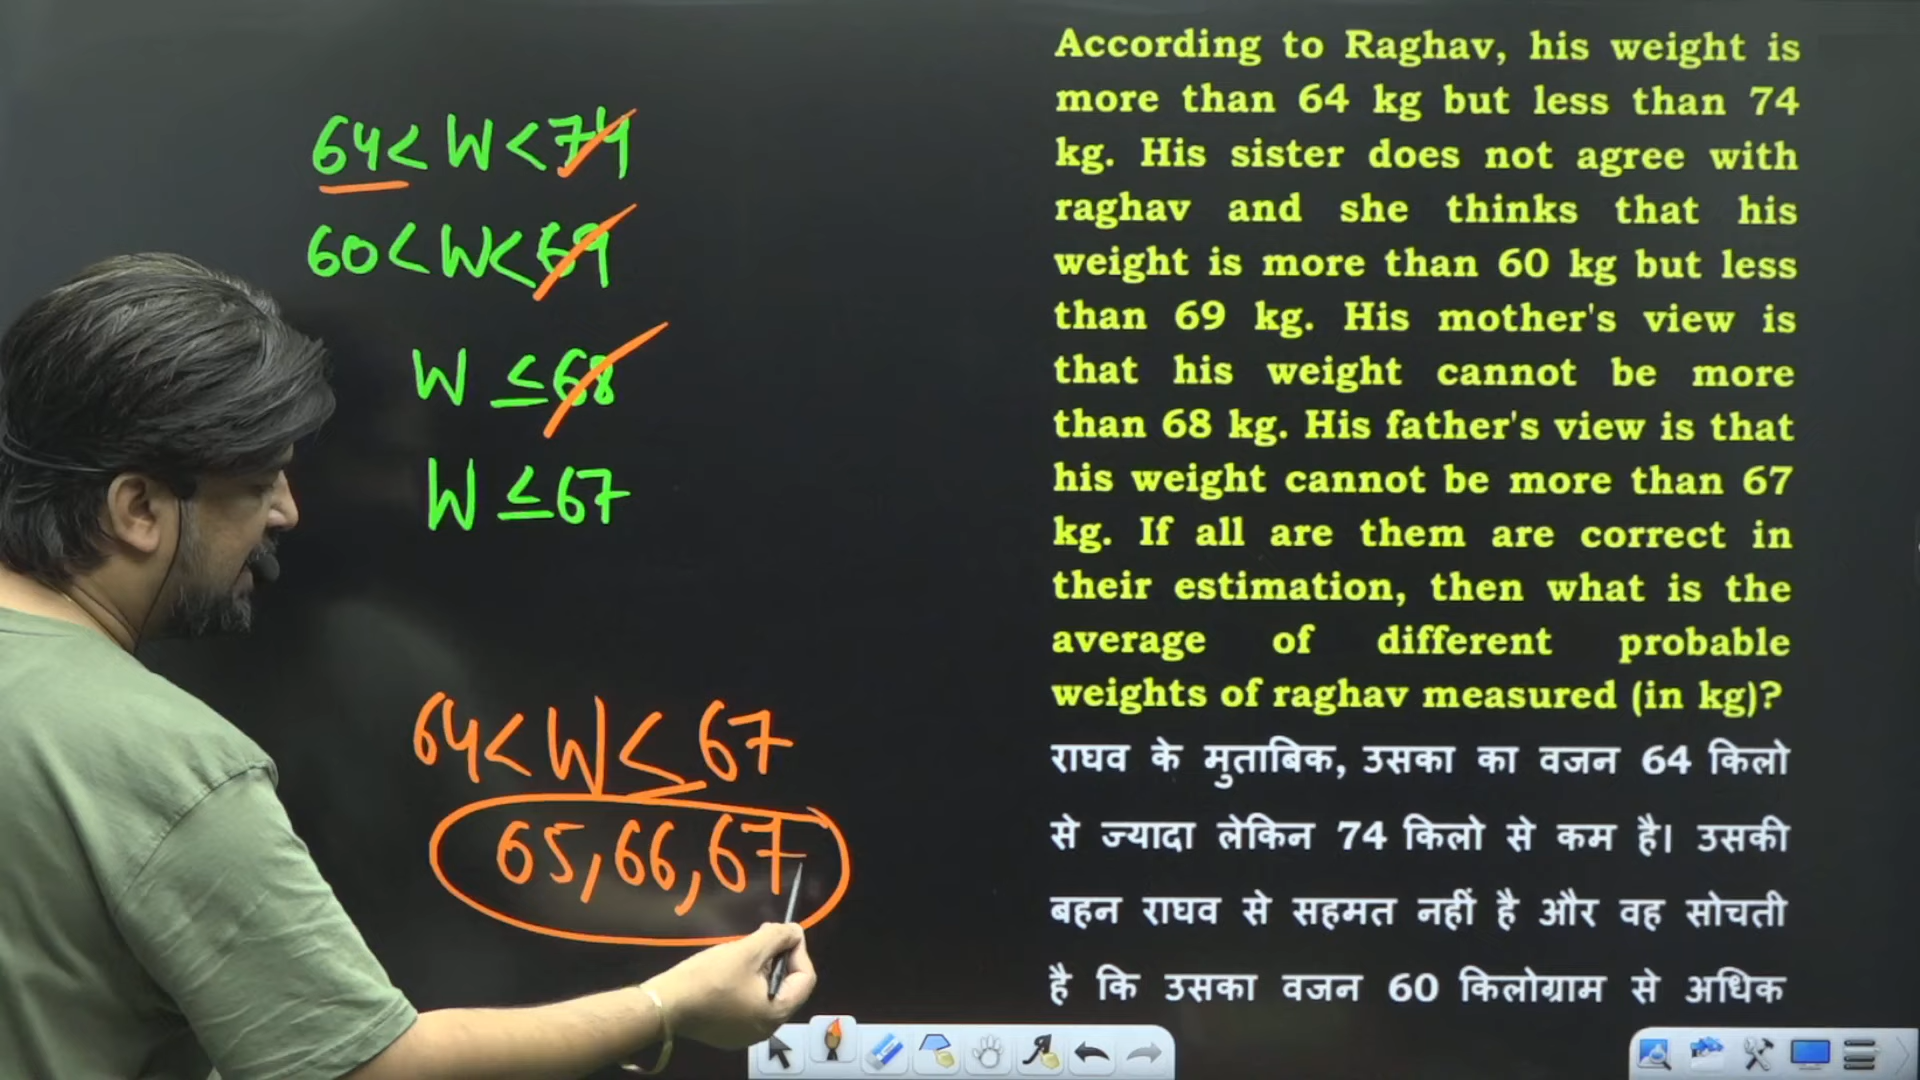 64 < W < 74
60 < W < 69
W ≤ 68
W ≤ 67
64 < W ≤ 67
65, 66, 67
According to Raghav, his weight is
more than 64 kg but less than 74
kg. His sister does not agree with
raghav and she thinks that his
weight is more than 60 kg but less
than 69 kg. His mother's view is
that his weight cannot be more
than 68 kg. His father's view is that
his weight cannot be more than 67
kg. If all are them are correct in
their estimation, then what is the
average of different probable
weights of raghav measured (in kg)?
राघव के मुताबिक, उसका का वजन 64 किलो
से ज्यादा लेकिन 74 किलो से कम है। उसकी
बहन राघव से सहमत नहीं है और वह सोचती
है कि उसका वजन 60 किलोग्राम से अधिक